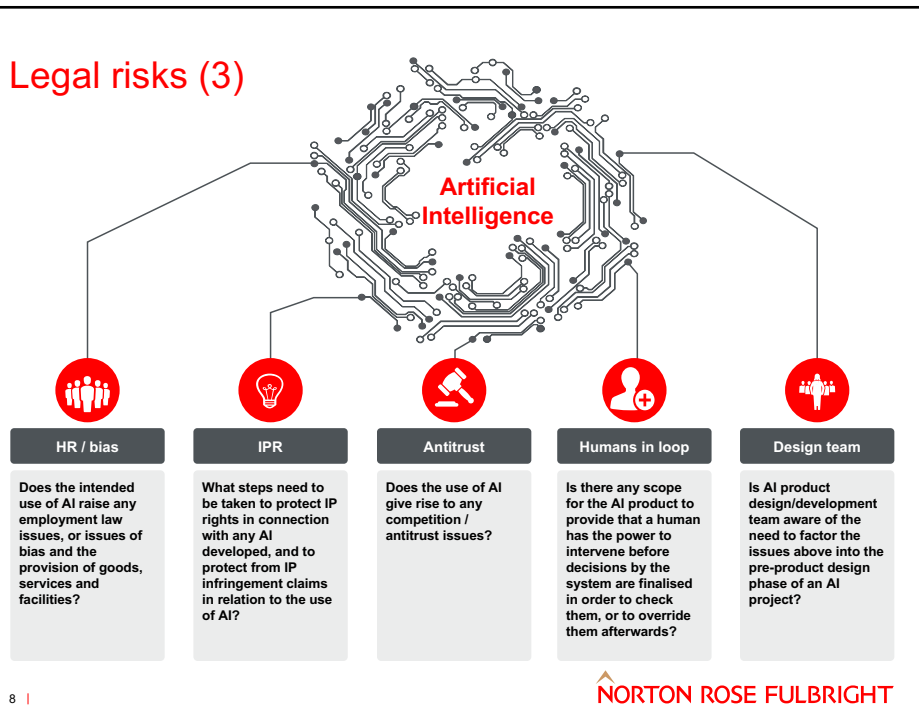 Legal risks (3)
Artificial
Intelligence
HR / bias
Does the intended
use of AI raise any
employment law
issues, or issues of
bias and the
provision of goods,
services and
facilities?
IPR
What steps need to
be taken to protect IP
rights in connection
with any AI
developed, and to
protect from IP
infringement claims
in relation to the use
of AI?
Antitrust
Does the use of AI
give rise to any
competition /
antitrust issues?
Humans in loop
Is there any scope
for the AI product to
provide that a human
has the power to
intervene before
decisions by the
system are finalised
in order to check
them, or to override
them afterwards?
Design team
Is AI product
design/development
team aware of the
need to factor the
issues above into the
pre-product design
phase of an AI
project?
8 |
NORTON ROSE FULBRIGHT